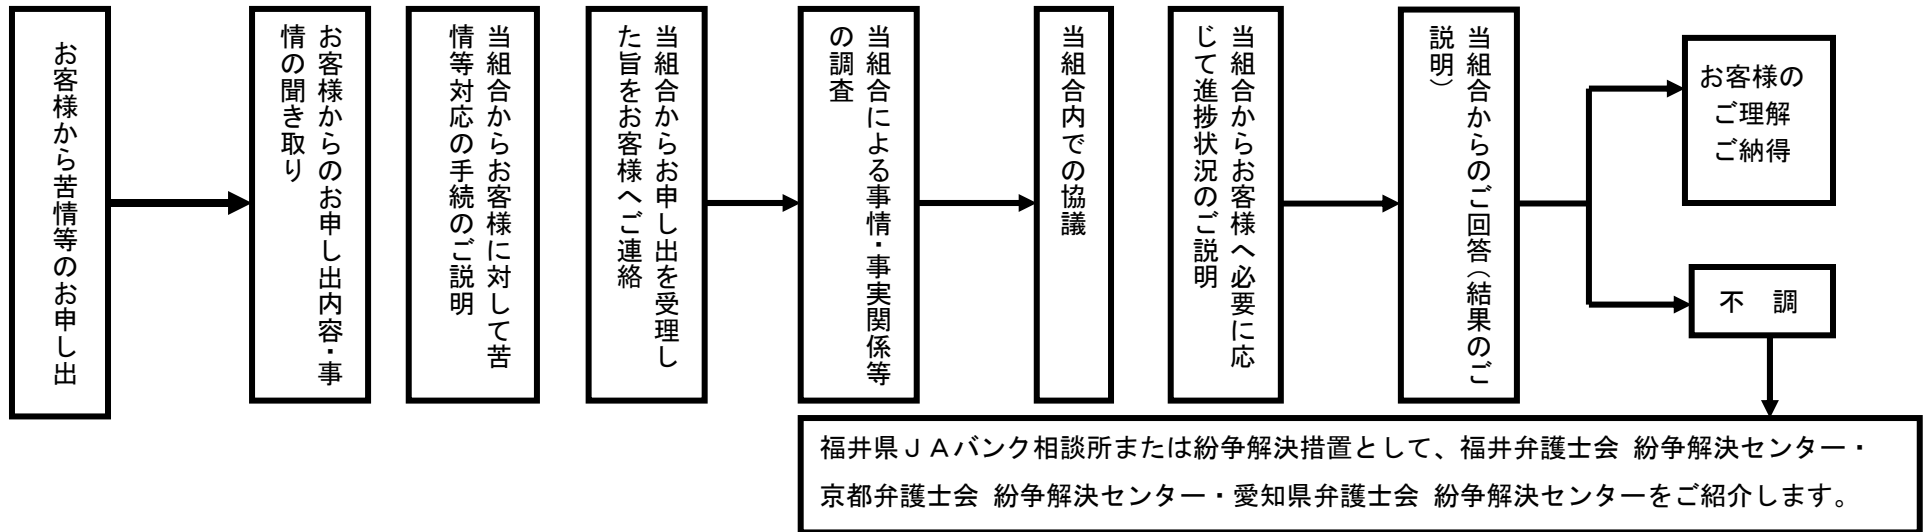 お客様から苦情等のお申し出
お客様からのお申し出内容・事
情の聞き取り
当組合からお客様に対して苦
情等対応の手続のご説明
当組合からお申し出を受理し
た旨をお客様へご連絡
当組合による事情・事実関係等
の調査
当組合内での協議
当組合からお客様へ必要に応
じて進捗状況のご説明
当組合からのご回答（結果のご
説明）
お客様の
ご理解
ご納得
不　調
福井県ＪＡバンク相談所または紛争解決措置として、福井弁護士会 紛争解決センター・
京都弁護士会 紛争解決センター・愛知県弁護士会 紛争解決センターをご紹介します。